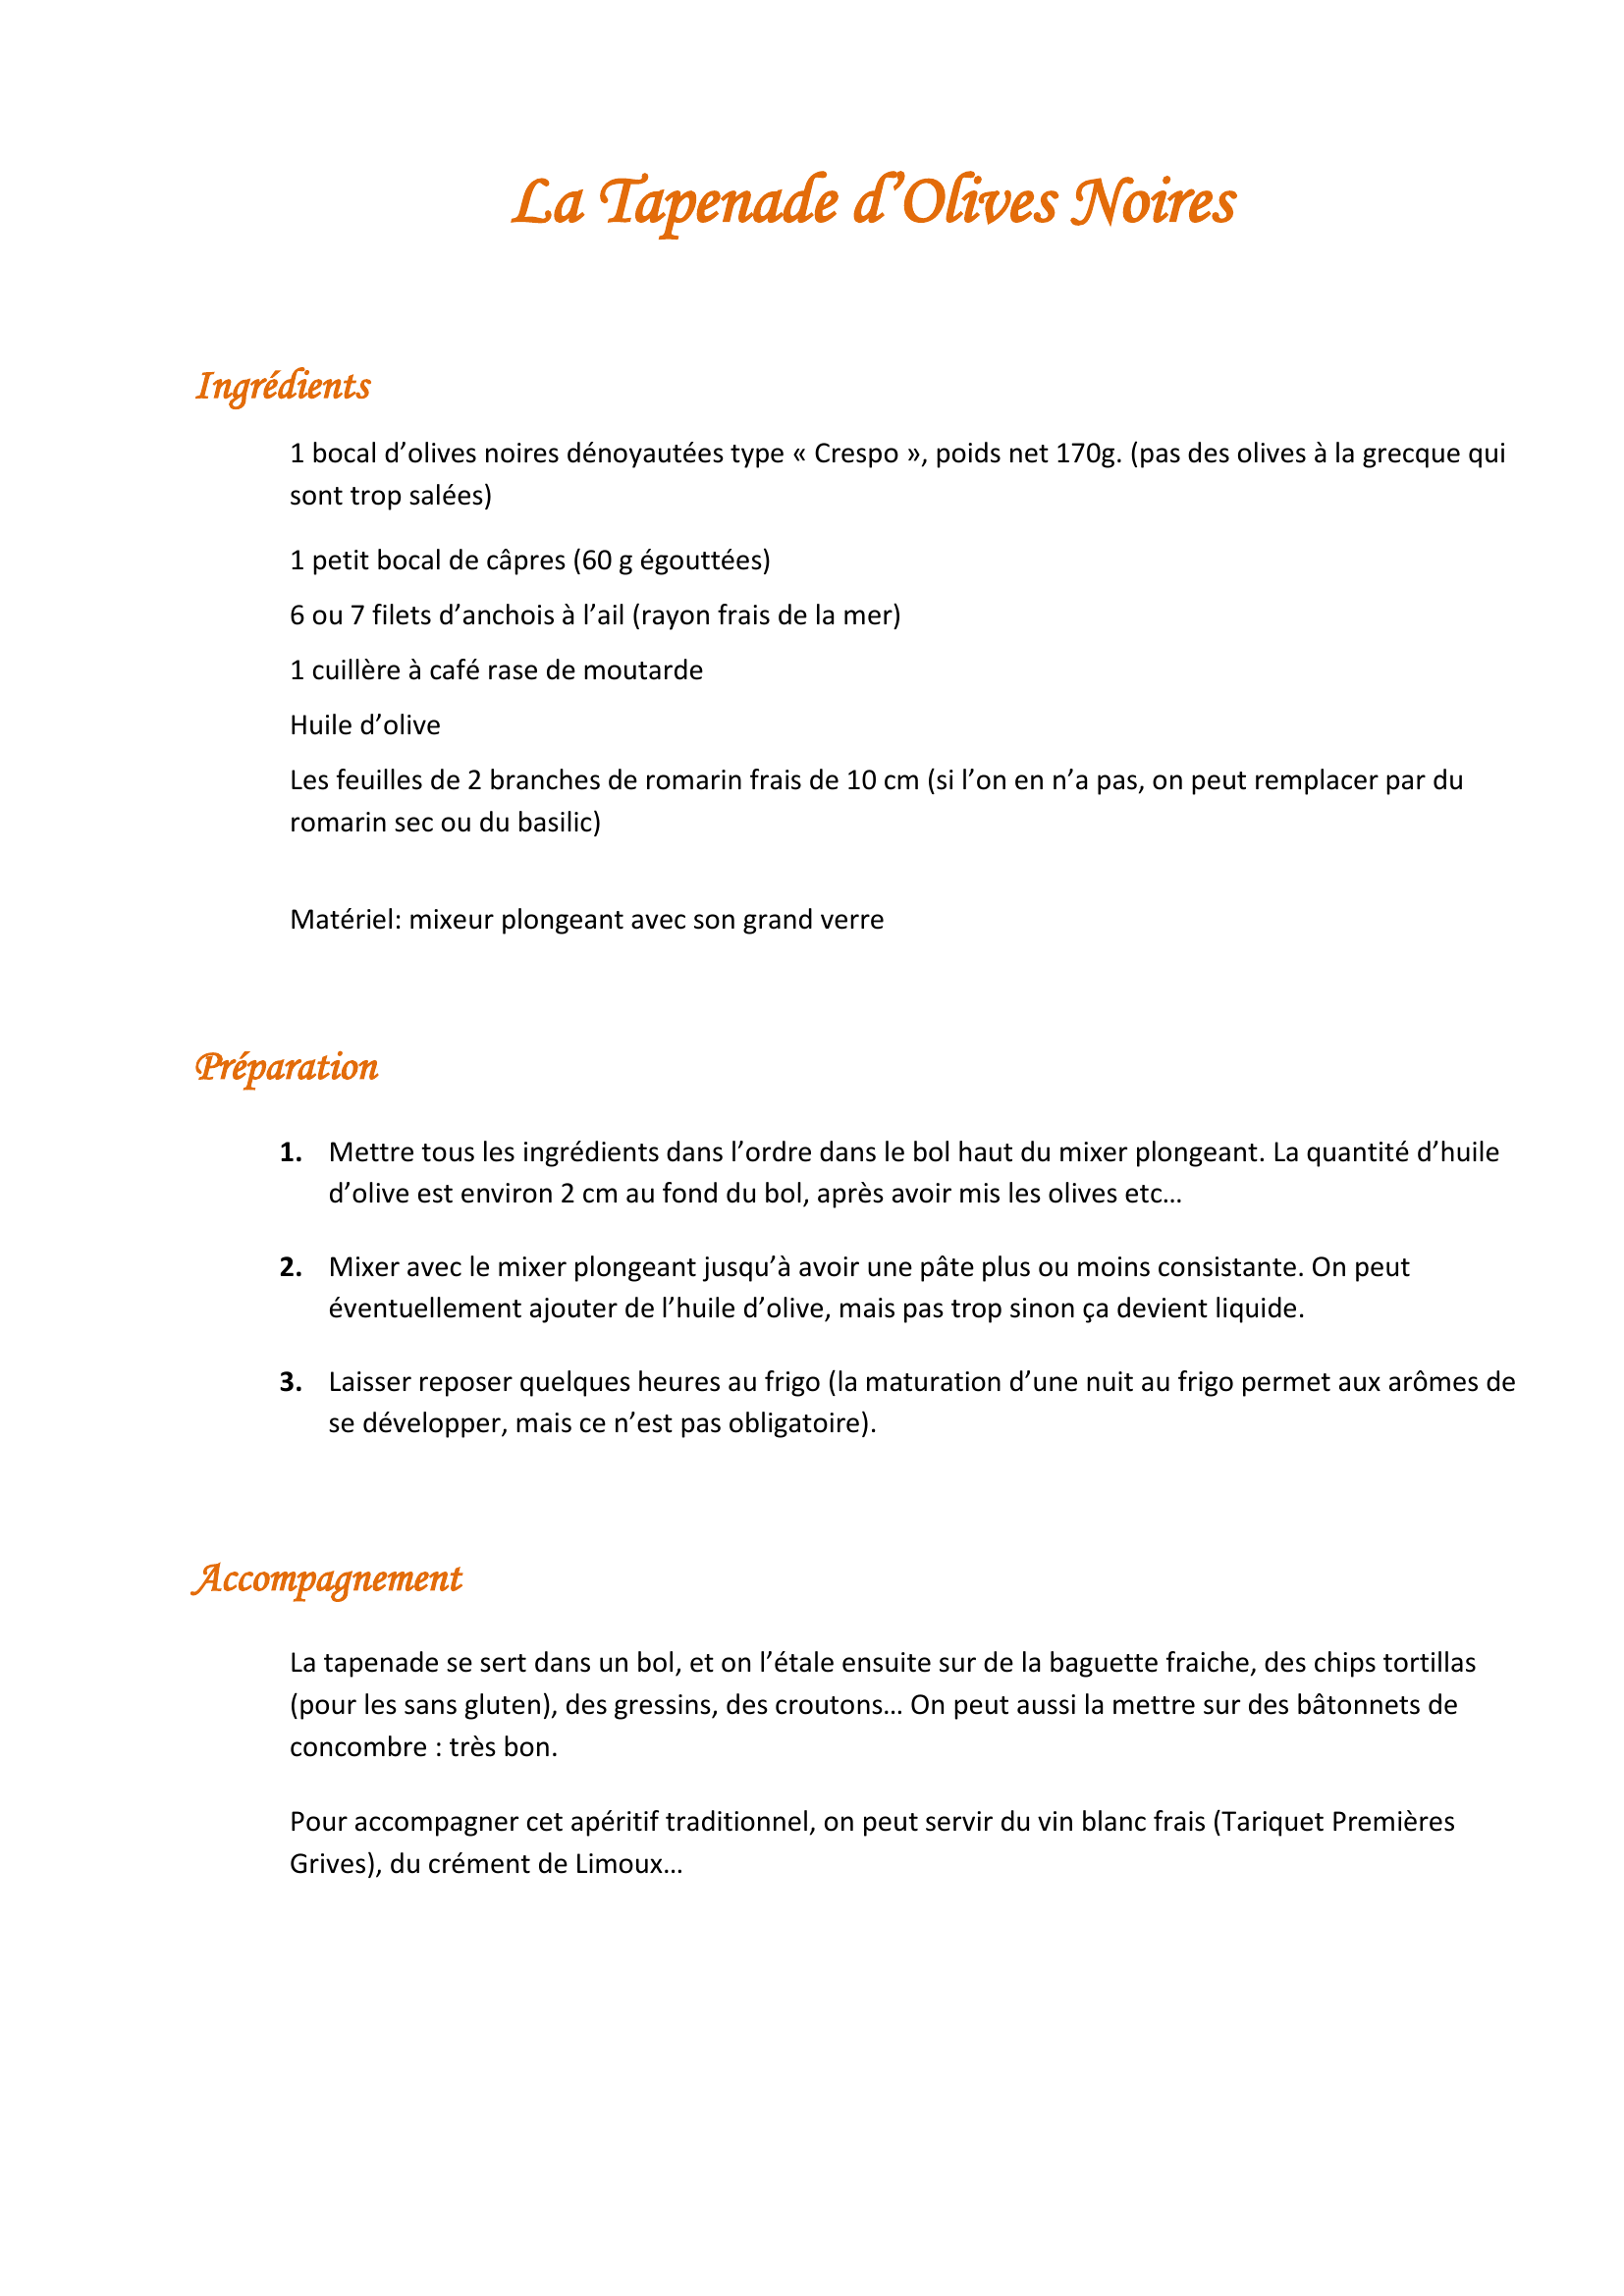 La Tapenade d’Olives Noires
Ingrédients
1 bocal d’olives noires dénoyautées type « Crespo », poids net 170g. (pas des olives à la grecque qui
sont trop salées)
1 petit bocal de câpres (60 g égouttées)
6 ou 7 filets d’anchois à l’ail (rayon frais de la mer)
1 cuillère à café rase de moutarde
Huile d’olive
Les feuilles de 2 branches de romarin frais de 10 cm (si l’on en n’a pas, on peut remplacer par du
romarin sec ou du basilic)
Matériel: mixeur plongeant avec son grand verre
Préparation
1. Mettre tous les ingrédients dans l’ordre dans le bol haut du mixer plongeant. La quantité d’huile
d’olive est environ 2 cm au fond du bol, après avoir mis les olives etc…
2. Mixer avec le mixer plongeant jusqu’à avoir une pâte plus ou moins consistante. On peut
éventuellement ajouter de l’huile d’olive, mais pas trop sinon ça devient liquide.
3. Laisser reposer quelques heures au frigo (la maturation d’une nuit au frigo permet aux arômes de
se développer, mais ce n’est pas obligatoire).
Accompagnement
La tapenade se sert dans un bol, et on l’étale ensuite sur de la baguette fraiche, des chips tortillas
(pour les sans gluten), des gressins, des croutons… On peut aussi la mettre sur des bâtonnets de
concombre : très bon.
Pour accompagner cet apéritif traditionnel, on peut servir du vin blanc frais (Tariquet Premières
Grives), du crément de Limoux…